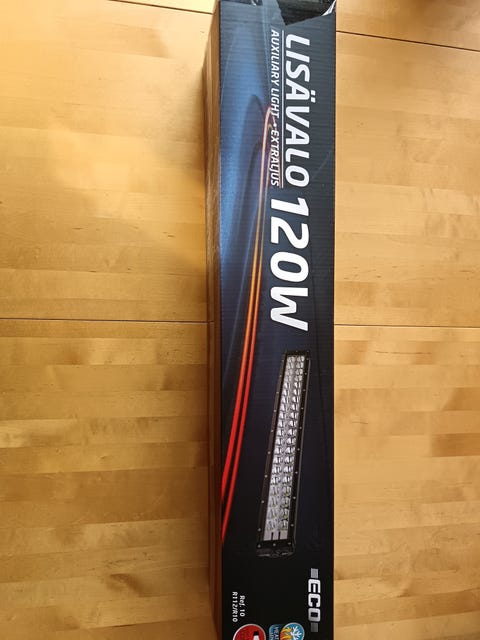 LISÄVALO 120W
AUXILIARY LIGHT • EXTRALJUS
ECO
Ref. 10
R112/R10